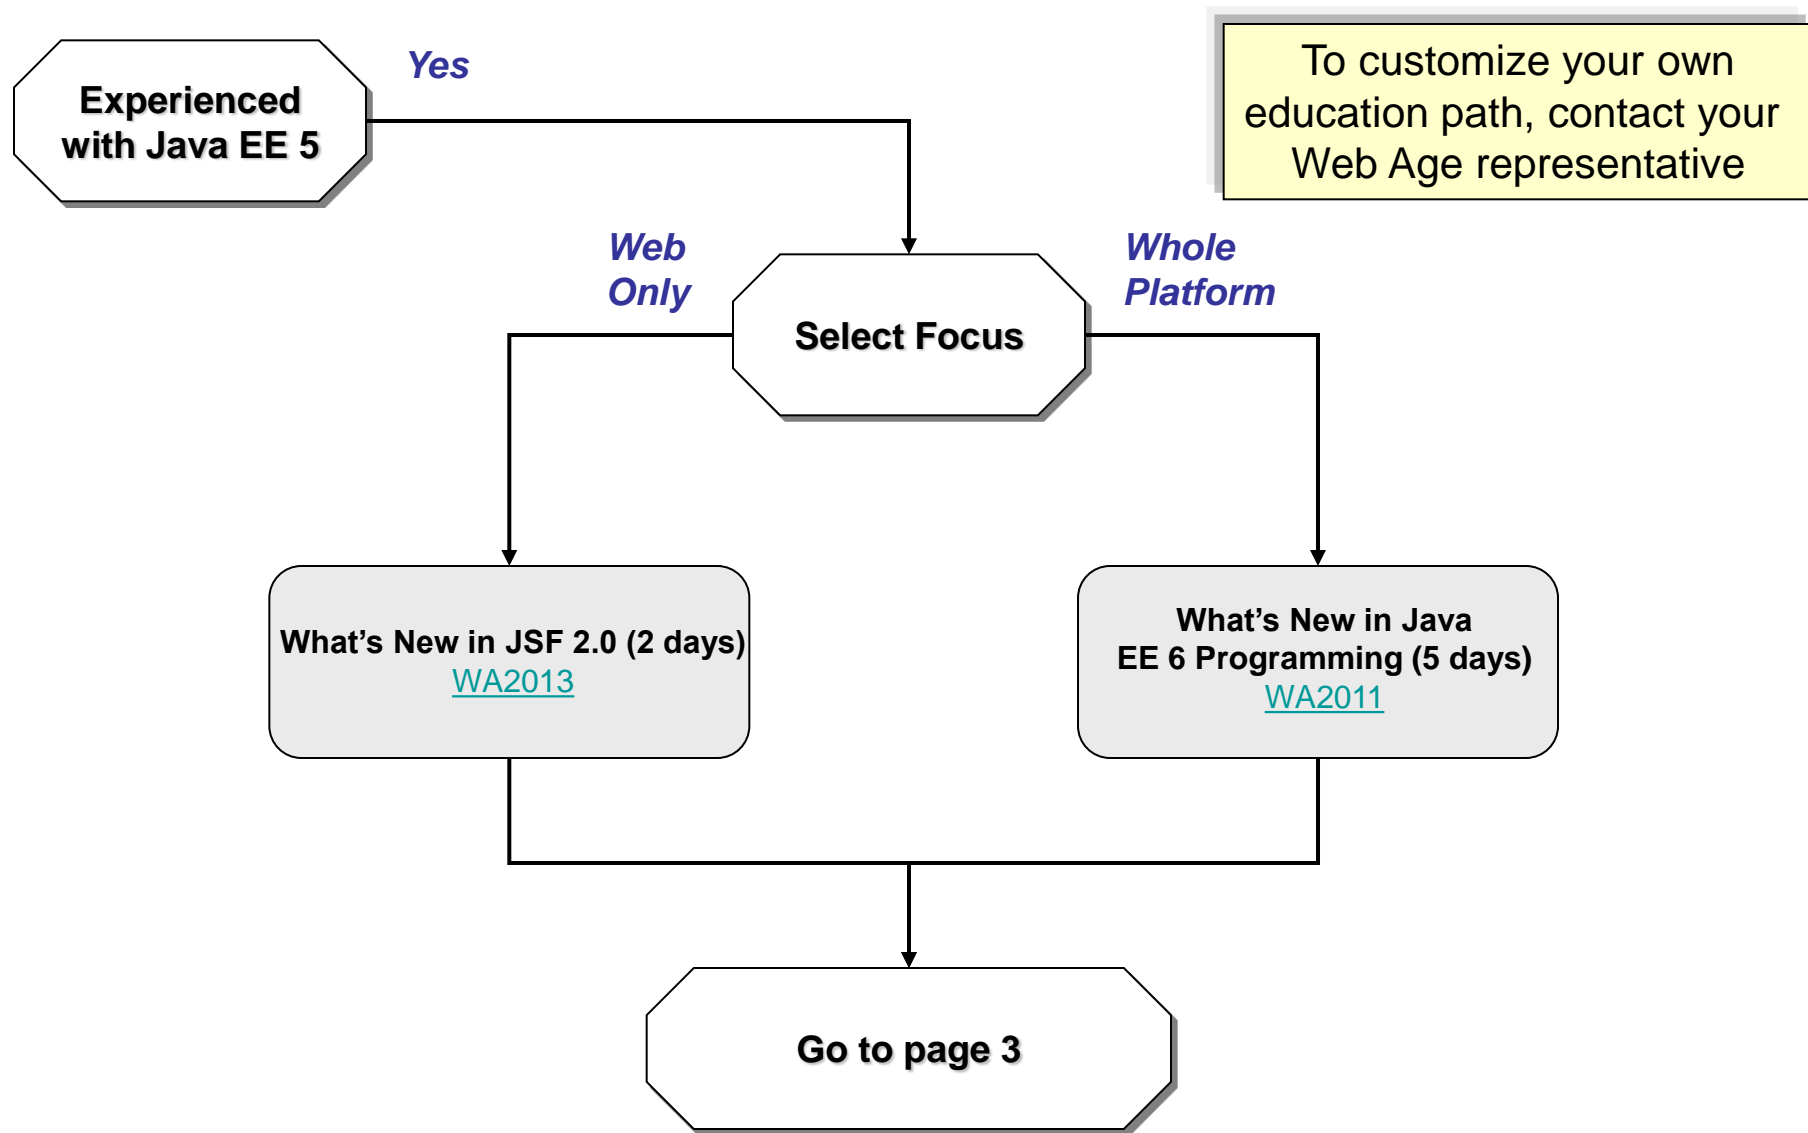 Experienced
with Java EE 5
Yes
To customize your own
education path, contact your
Web Age representative
Web
Only
Select Focus
Whole
Platform
What’s New in JSF 2.0 (2 days)
WA2013
What’s New in Java
EE 6 Programming (5 days)
WA2011
Go to page 3